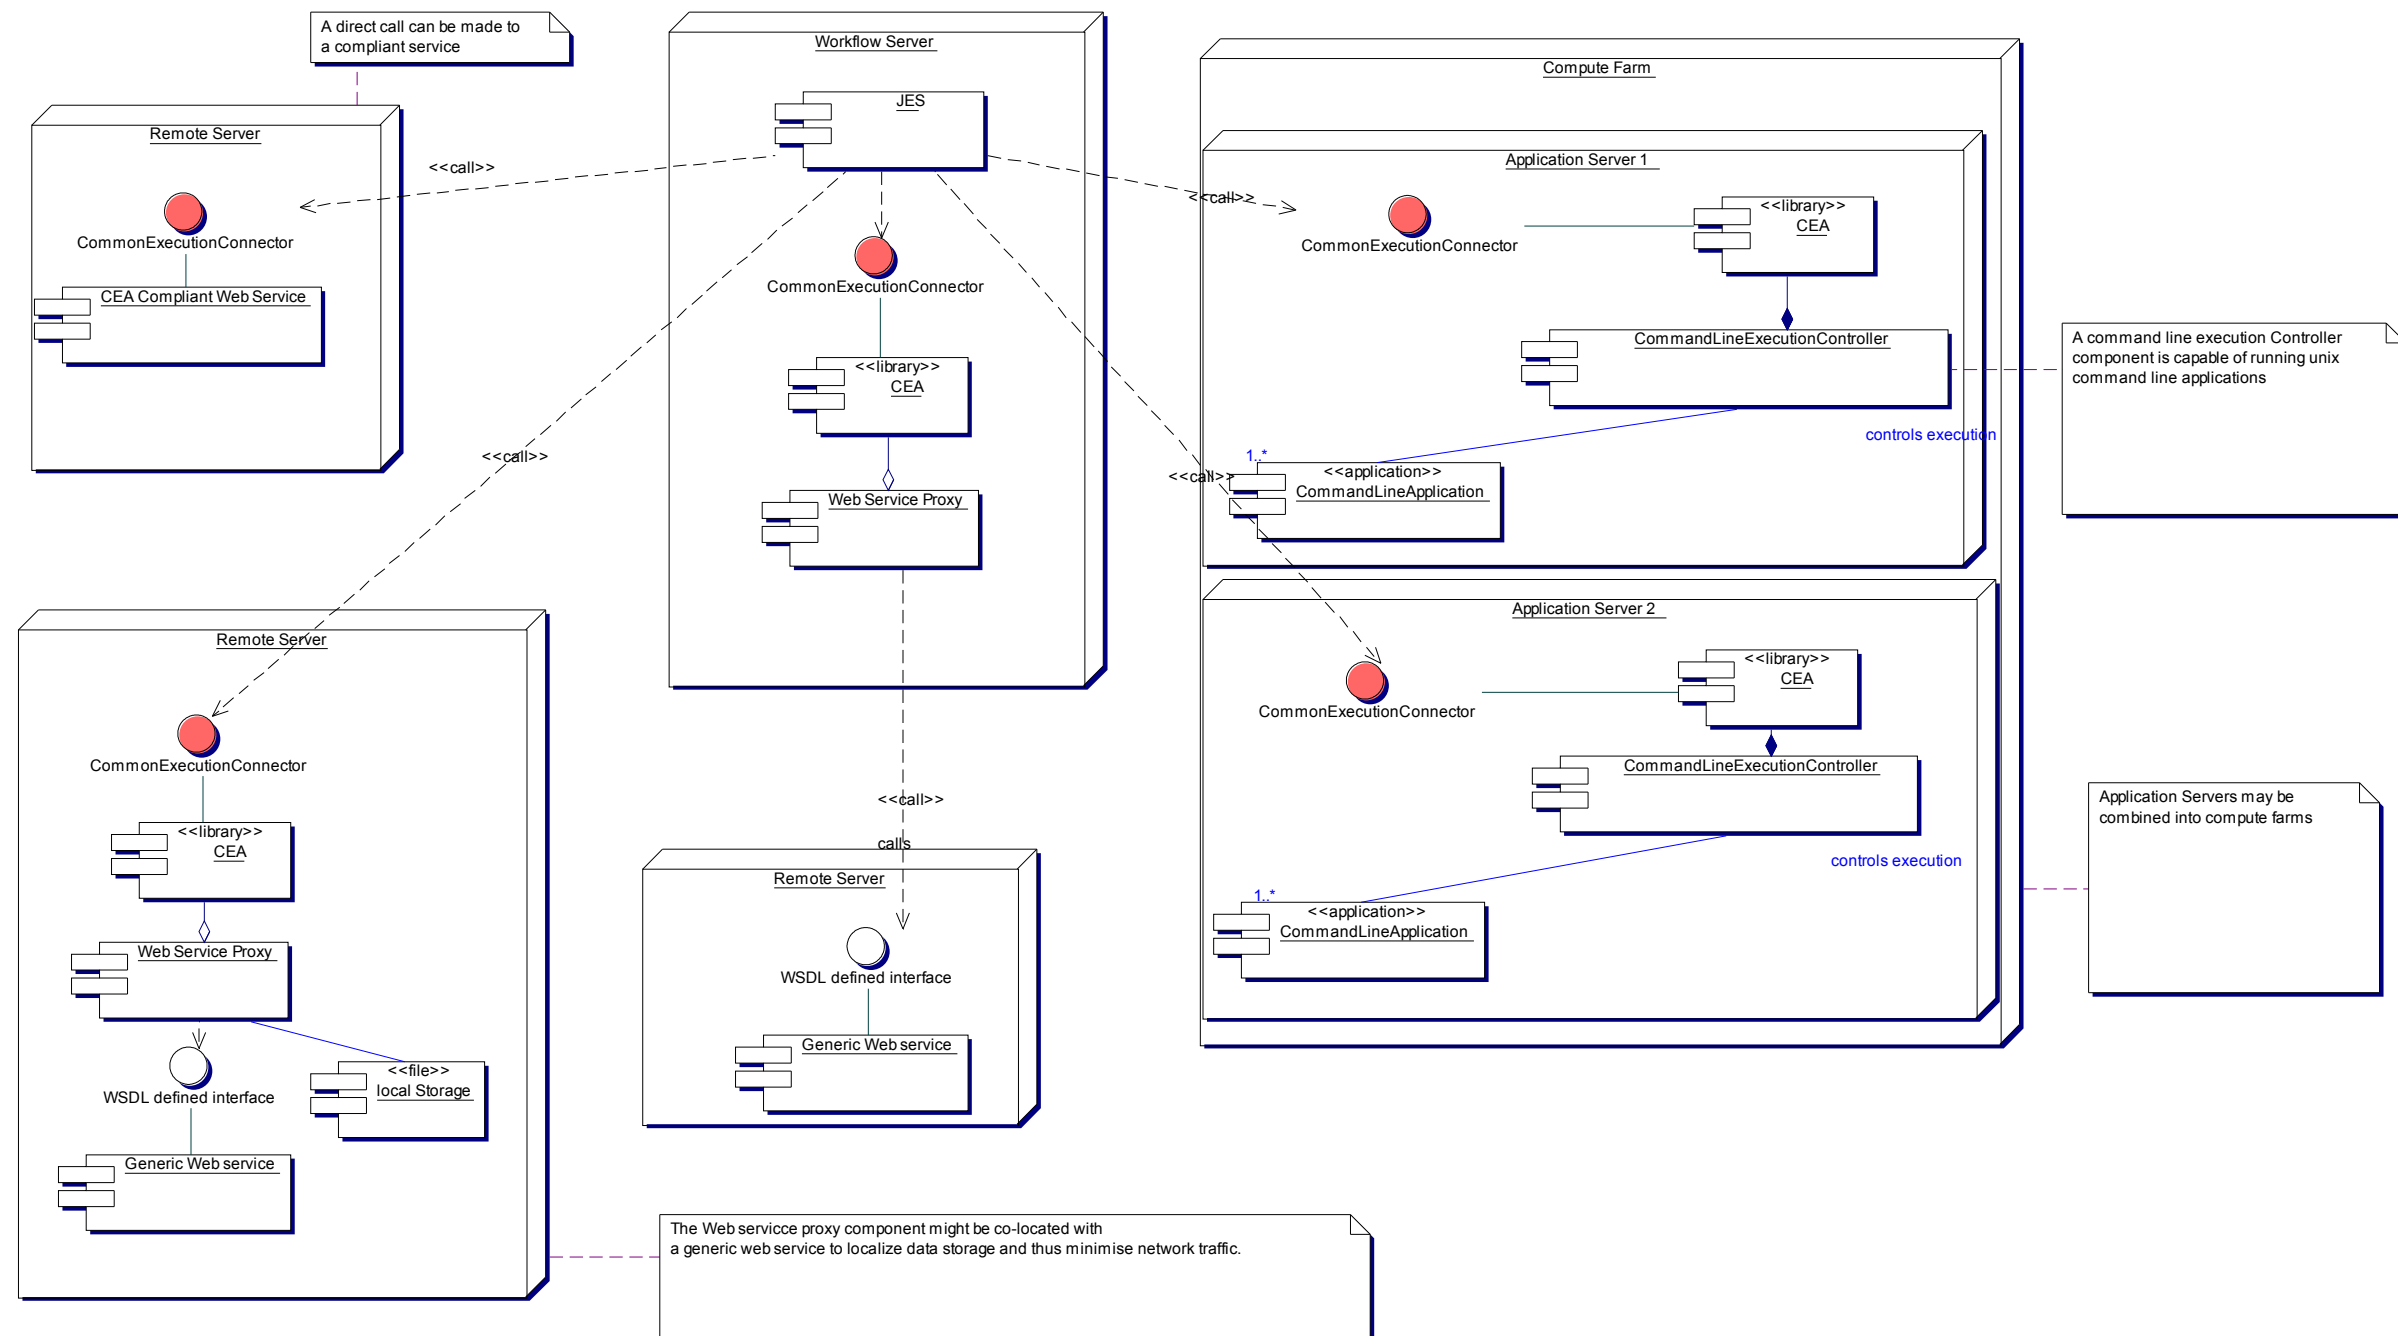 A direct call can be made to
a compliant service
Remote Server
<<call>>
CommonExecutionConnector
CEA Compliant Web Service
Workflow Server
JES
CommonExecutionConnector
<<library>>
CEA
Web Service Proxy
<<call>>
<<call>>
calls
Compute Farm
Application Server 1
<<call>>
CommonExecutionConnector
<<library>>
CEA
CommandLineExecutionController
controls execution
1..*
<<call>>
<<application>>
CommandLineApplication
A command line execution Controller
component is capable of running unix
command line applications
Application Server 2
CommonExecutionConnector
<<library>>
CEA
CommandLineExecutionController
controls execution
1..*
<<application>>
CommandLineApplication
Application Servers may be
combined into compute farms
Remote Server
CommonExecutionConnector
<<library>>
CEA
Web Service Proxy
WSDL defined interface
<<file>>
local Storage
Generic Web service
Remote Server
WSDL defined interface
Generic Web service
The Web servicce proxy component might be co-located with
a generic web service to localize data storage and thus minimise network traffic.